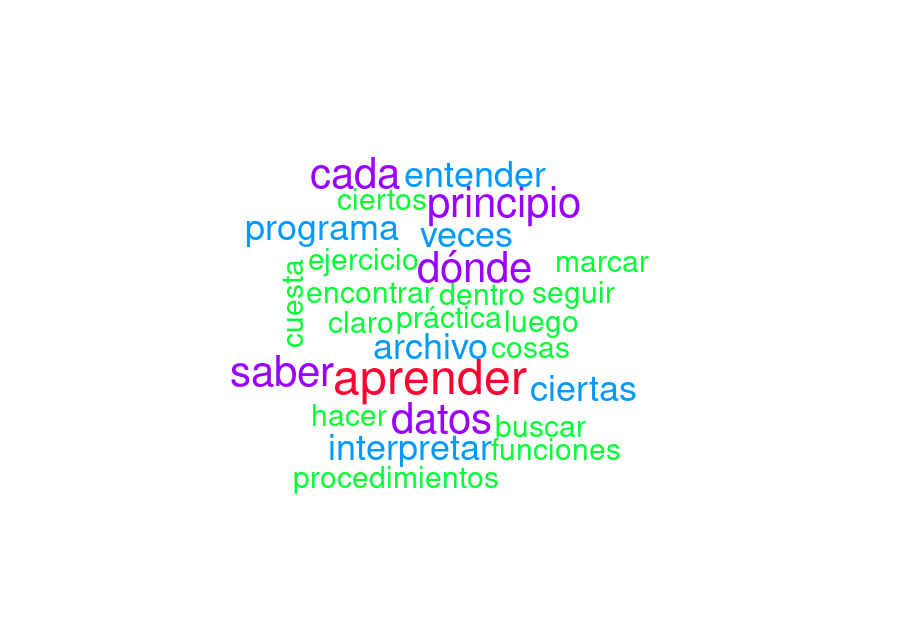 cada entender
ciertos principio
programa veces
ejercicio dónde marcar
cuesta encontrar dentro seguir
claro práctica luego
archivo cosas
saber aprender ciertas
hacer datos buscar
interpretar funciones
procedimientos